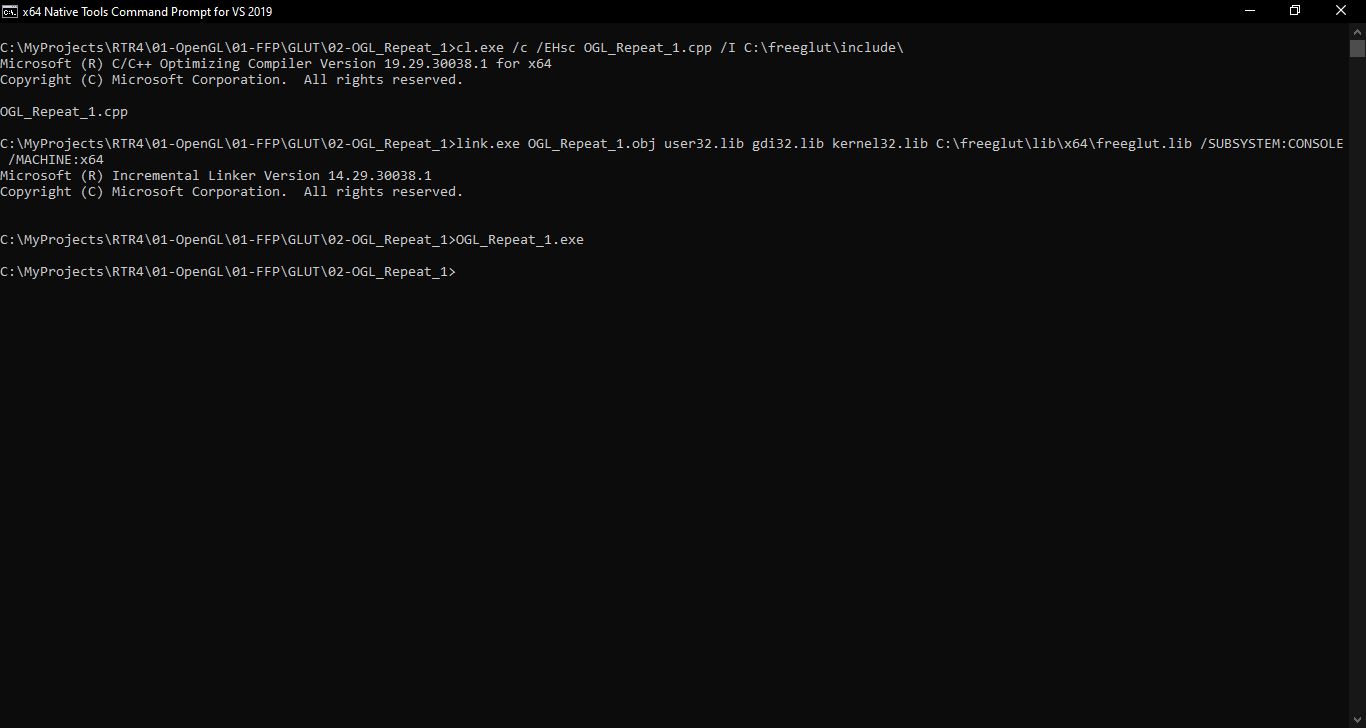 x64 Native Tools Command Prompt for VS 2019
C:\MyProjects\RTR4\01-OpenGL\01-FFP\GLUT\02-OGL_Repeat_1>cl.exe /c /EHsc OGL_Repeat_1.cpp /I C:\freeglut\include\
Microsoft (R) C/C++ Optimizing Compiler Version 19.29.30038.1 for x64
Copyright (C) Microsoft Corporation.  All rights reserved.
OGL_Repeat_1.cpp
C:\MyProjects\RTR4\01-OpenGL\01-FFP\GLUT\02-OGL_Repeat_1>link.exe OGL_Repeat_1.obj user32.lib gdi32.lib kernel32.lib C:\freeglut\lib\x64\freeglut.lib /SUBSYSTEM:CONSOLE
/MACHINE:x64
Microsoft (R) Incremental Linker Version 14.29.30038.1
Copyright (C) Microsoft Corporation.  All rights reserved.
C:\MyProjects\RTR4\01-OpenGL\01-FFP\GLUT\02-OGL_Repeat_1>OGL_Repeat_1.exe
C:\MyProjects\RTR4\01-OpenGL\01-FFP\GLUT\02-OGL_Repeat_1>